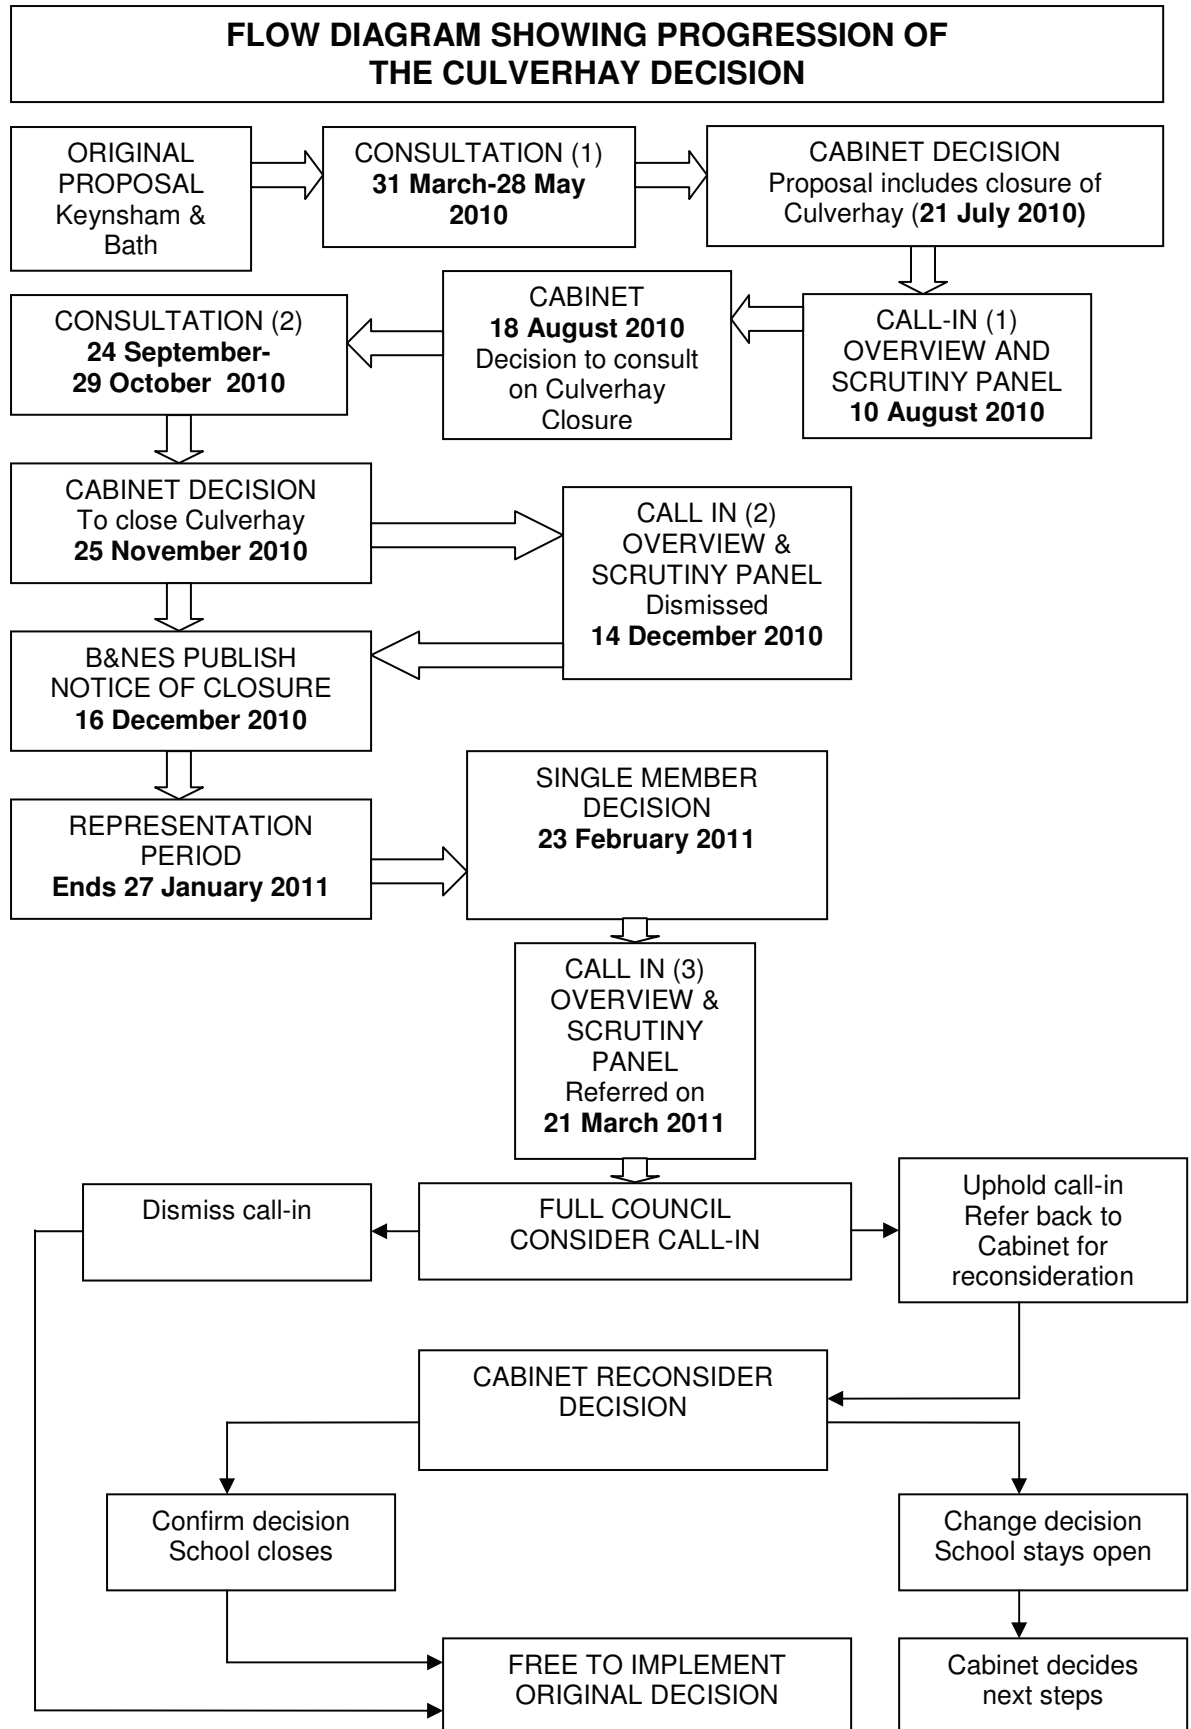 FLOW DIAGRAM SHOWING PROGRESSION OF
THE CULVERHAY DECISION
ORIGINAL
PROPOSAL
Keynsham &
Bath
CONSULTATION (1)
31 March-28 May
2010
CABINET DECISION
Proposal includes closure of
Culverhay (21 July 2010)
CALL-IN (1)
OVERVIEW AND
SCRUTINY PANEL
10 August 2010
CABINET
18 August 2010
Decision to consult
on Culverhay
Closure
CONSULTATION (2)
24 September-
29 October 2010
CABINET DECISION
To close Culverhay
25 November 2010
CALL IN (2)
OVERVIEW &
SCRUTINY PANEL
Dismissed
14 December 2010
B&NES PUBLISH
NOTICE OF CLOSURE
16 December 2010
REPRESENTATION
PERIOD
Ends 27 January 2011
SINGLE MEMBER
DECISION
23 February 2011
CALL IN (3)
OVERVIEW &
SCRUTINY
PANEL
Referred on
21 March 2011
FULL COUNCIL
CONSIDER CALL-IN
Dismiss call-in
Uphold call-in
Refer back to
Cabinet for
reconsideration
CABINET RECONSIDER
DECISION
Confirm decision
School closes
Change decision
School stays open
FREE TO IMPLEMENT
ORIGINAL DECISION
Cabinet decides
next steps